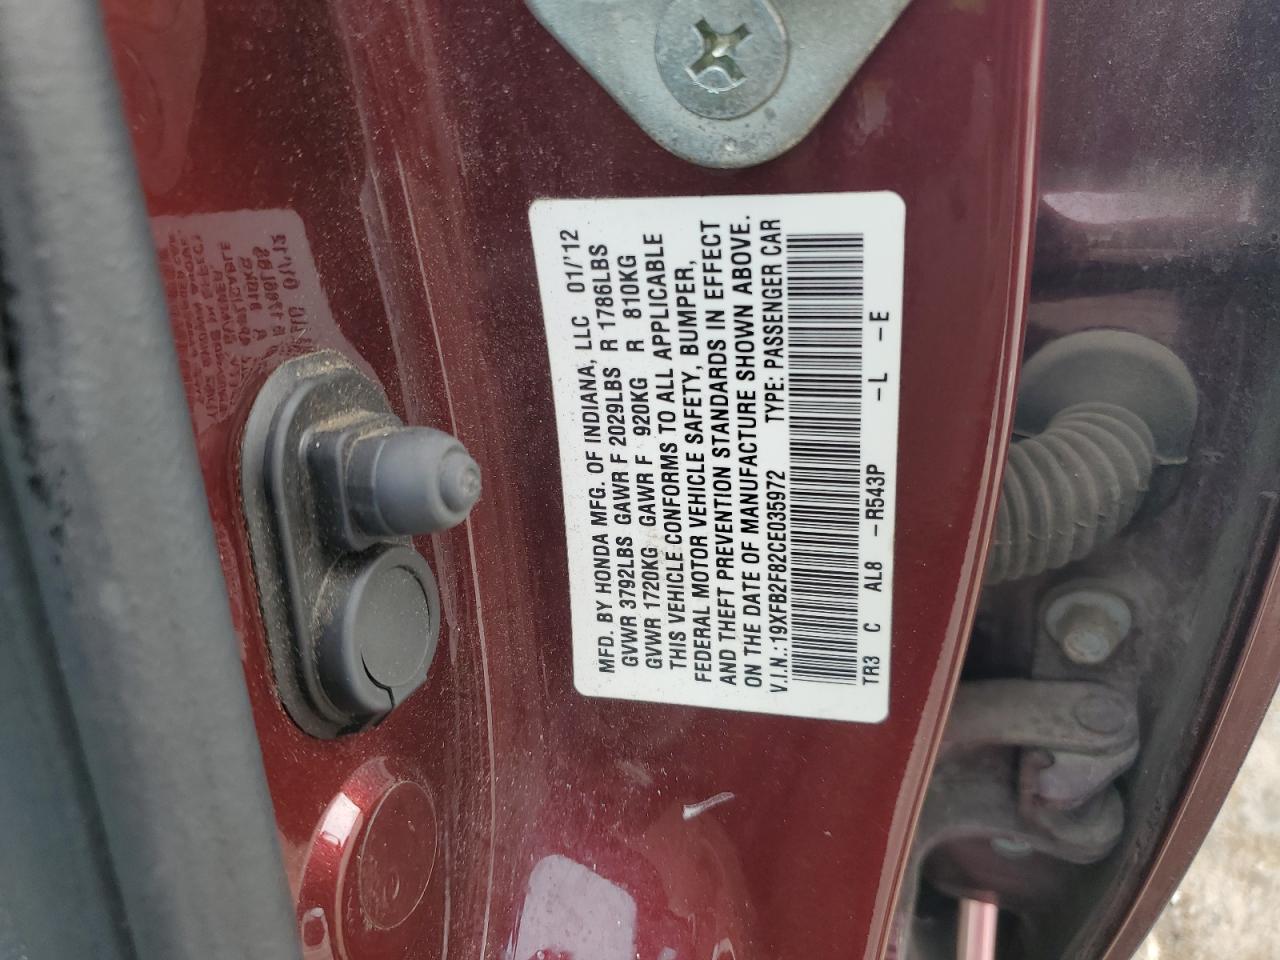 MFD. BY HONDA MFG. OF INDIANA, LLC 01/'12
GVWR 3792LBS GAWR F 2029LBS R 1786LBS
GVWR 1720KG GAWR F 920KG R 810KG
THIS VEHICLE CONFORMS TO ALL APPLICABLE
FEDERAL MOTOR VEHICLE SAFETY, BUMPER,
AND THEFT PREVENTION STANDARDS IN EFFECT
ON THE DATE OF MANUFACTURE SHOWN ABOVE.
V.I.N.:19XFB2F82CE035972 TYPE: PASSENGER CAR
TR3 C AL8 -R543P -L -E